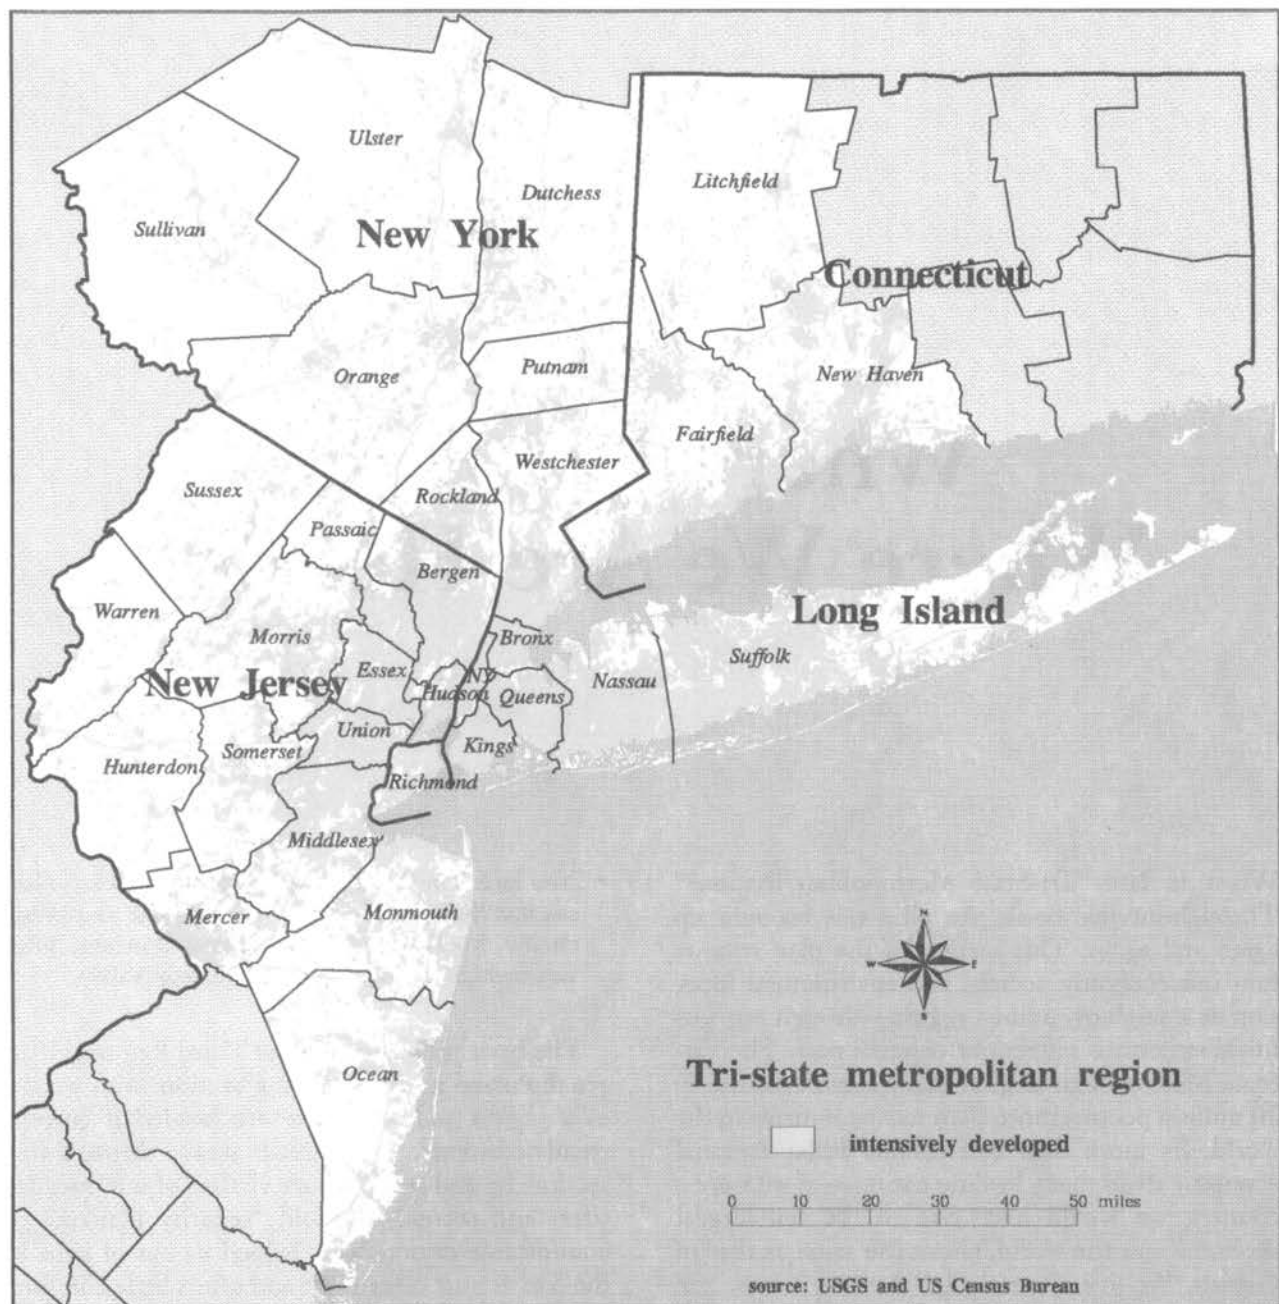 Ulster
Dutchess
Litchfield
Sullivan
New York
Connecticut
Orange
Putnam
New Haven
Fairfield
Westchester
Sussex
Rockland
Passaic
Bergen
Warren
Long Island
Morris
Bronx
Suffolk
Essex
NY
Nassau
New Jersey
Hudson
Queens
Union
Somerset
Kings
Hunterdon
Richmond
Middlesex
Mercer
Monmouth
N
W E
S
Ocean
Tri-state metropolitan region
intensively developed
0 10 20 30 40 50 miles
source: USGS and US Census Bureau